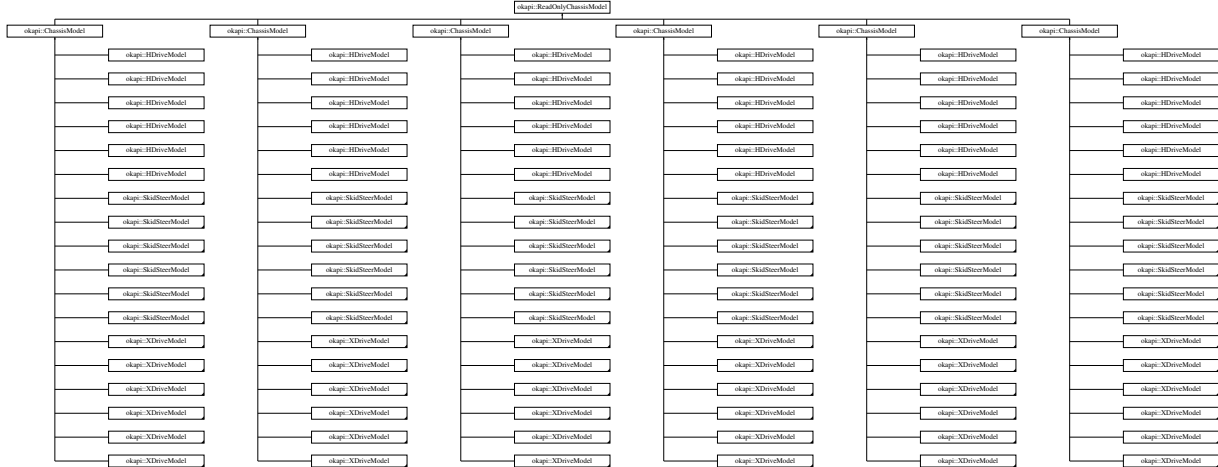 okapi::ReadOnlyChassisModel
okapi::ChassisModel okapi::ChassisModel okapi::ChassisModel okapi::ChassisModel okapi::ChassisModel okapi::ChassisModel
okapi::HDriveModel okapi::HDriveModel okapi::HDriveModel okapi::HDriveModel okapi::HDriveModel okapi::HDriveModel
okapi::HDriveModel okapi::HDriveModel okapi::HDriveModel okapi::HDriveModel okapi::HDriveModel okapi::HDriveModel
okapi::HDriveModel okapi::HDriveModel okapi::HDriveModel okapi::HDriveModel okapi::HDriveModel okapi::HDriveModel
okapi::HDriveModel okapi::HDriveModel okapi::HDriveModel okapi::HDriveModel okapi::HDriveModel okapi::HDriveModel
okapi::HDriveModel okapi::HDriveModel okapi::HDriveModel okapi::HDriveModel okapi::HDriveModel okapi::HDriveModel
okapi::HDriveModel okapi::HDriveModel okapi::HDriveModel okapi::HDriveModel okapi::HDriveModel okapi::HDriveModel
okapi::SkidSteerModel okapi::SkidSteerModel okapi::SkidSteerModel okapi::SkidSteerModel okapi::SkidSteerModel okapi::SkidSteerModel
okapi::SkidSteerModel okapi::SkidSteerModel okapi::SkidSteerModel okapi::SkidSteerModel okapi::SkidSteerModel okapi::SkidSteerModel
okapi::SkidSteerModel okapi::SkidSteerModel okapi::SkidSteerModel okapi::SkidSteerModel okapi::SkidSteerModel okapi::SkidSteerModel
okapi::SkidSteerModel okapi::SkidSteerModel okapi::SkidSteerModel okapi::SkidSteerModel okapi::SkidSteerModel okapi::SkidSteerModel
okapi::SkidSteerModel okapi::SkidSteerModel okapi::SkidSteerModel okapi::SkidSteerModel okapi::SkidSteerModel okapi::SkidSteerModel
okapi::SkidSteerModel okapi::SkidSteerModel okapi::SkidSteerModel okapi::SkidSteerModel okapi::SkidSteerModel okapi::SkidSteerModel
okapi::XDriveModel okapi::XDriveModel okapi::XDriveModel okapi::XDriveModel okapi::XDriveModel okapi::XDriveModel
okapi::XDriveModel okapi::XDriveModel okapi::XDriveModel okapi::XDriveModel okapi::XDriveModel okapi::XDriveModel
okapi::XDriveModel okapi::XDriveModel okapi::XDriveModel okapi::XDriveModel okapi::XDriveModel okapi::XDriveModel
okapi::XDriveModel okapi::XDriveModel okapi::XDriveModel okapi::XDriveModel okapi::XDriveModel okapi::XDriveModel
okapi::XDriveModel okapi::XDriveModel okapi::XDriveModel okapi::XDriveModel okapi::XDriveModel okapi::XDriveModel
okapi::XDriveModel okapi::XDriveModel okapi::XDriveModel okapi::XDriveModel okapi::XDriveModel okapi::XDriveModel